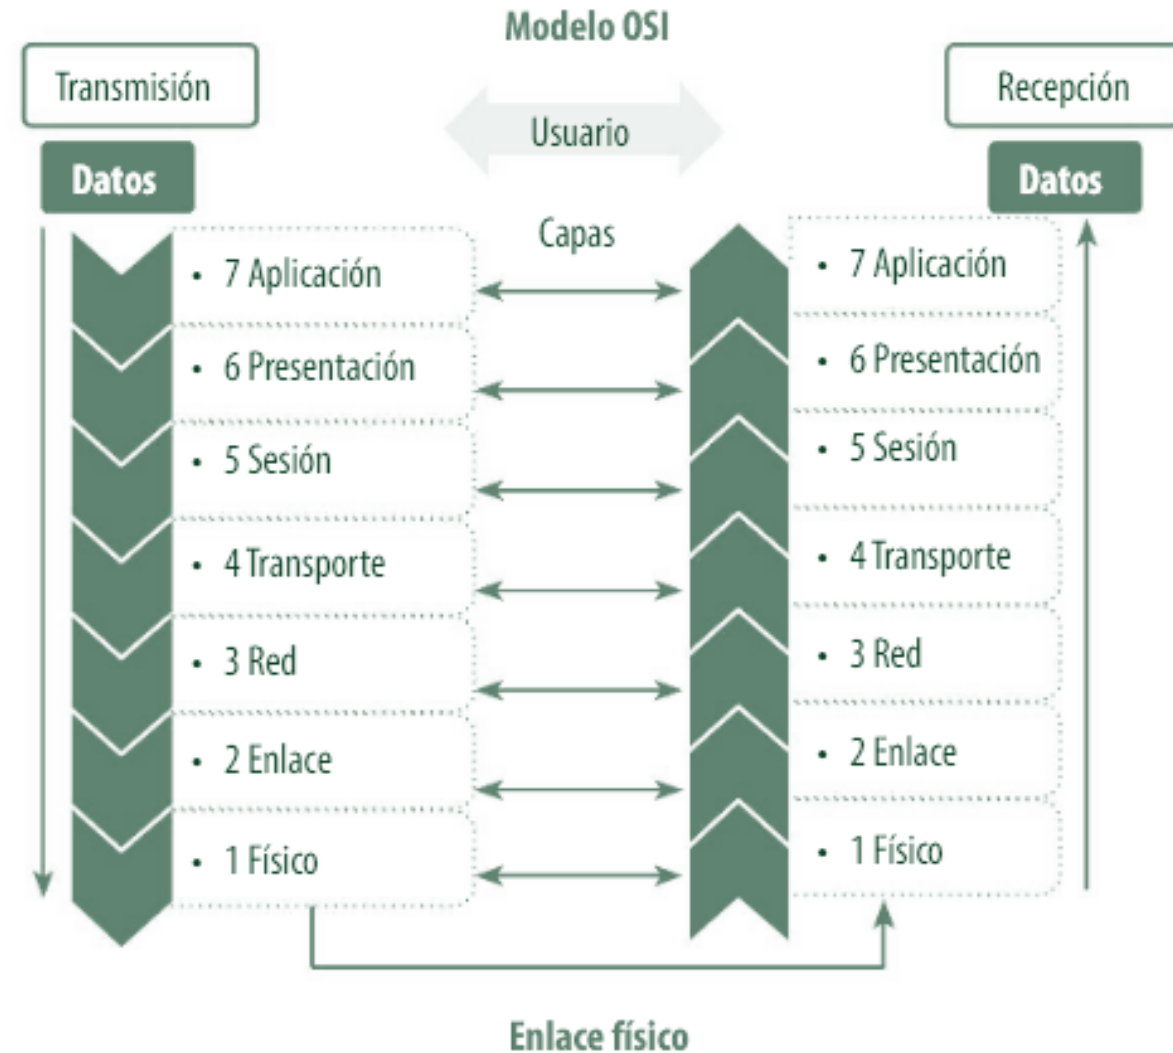 Modelo OSI
Transmisión
Recepción
Usuario
Datos
Datos
Capas
• 7 Aplicación
• 6 Presentación
• 5 Sesión
• 4 Transporte
• 3 Red
• 2 Enlace
• 1 Físico
• 7 Aplicación
• 6 Presentación
• 5 Sesión
• 4 Transporte
• 3 Red
• 2 Enlace
• 1 Físico
Enlace físico